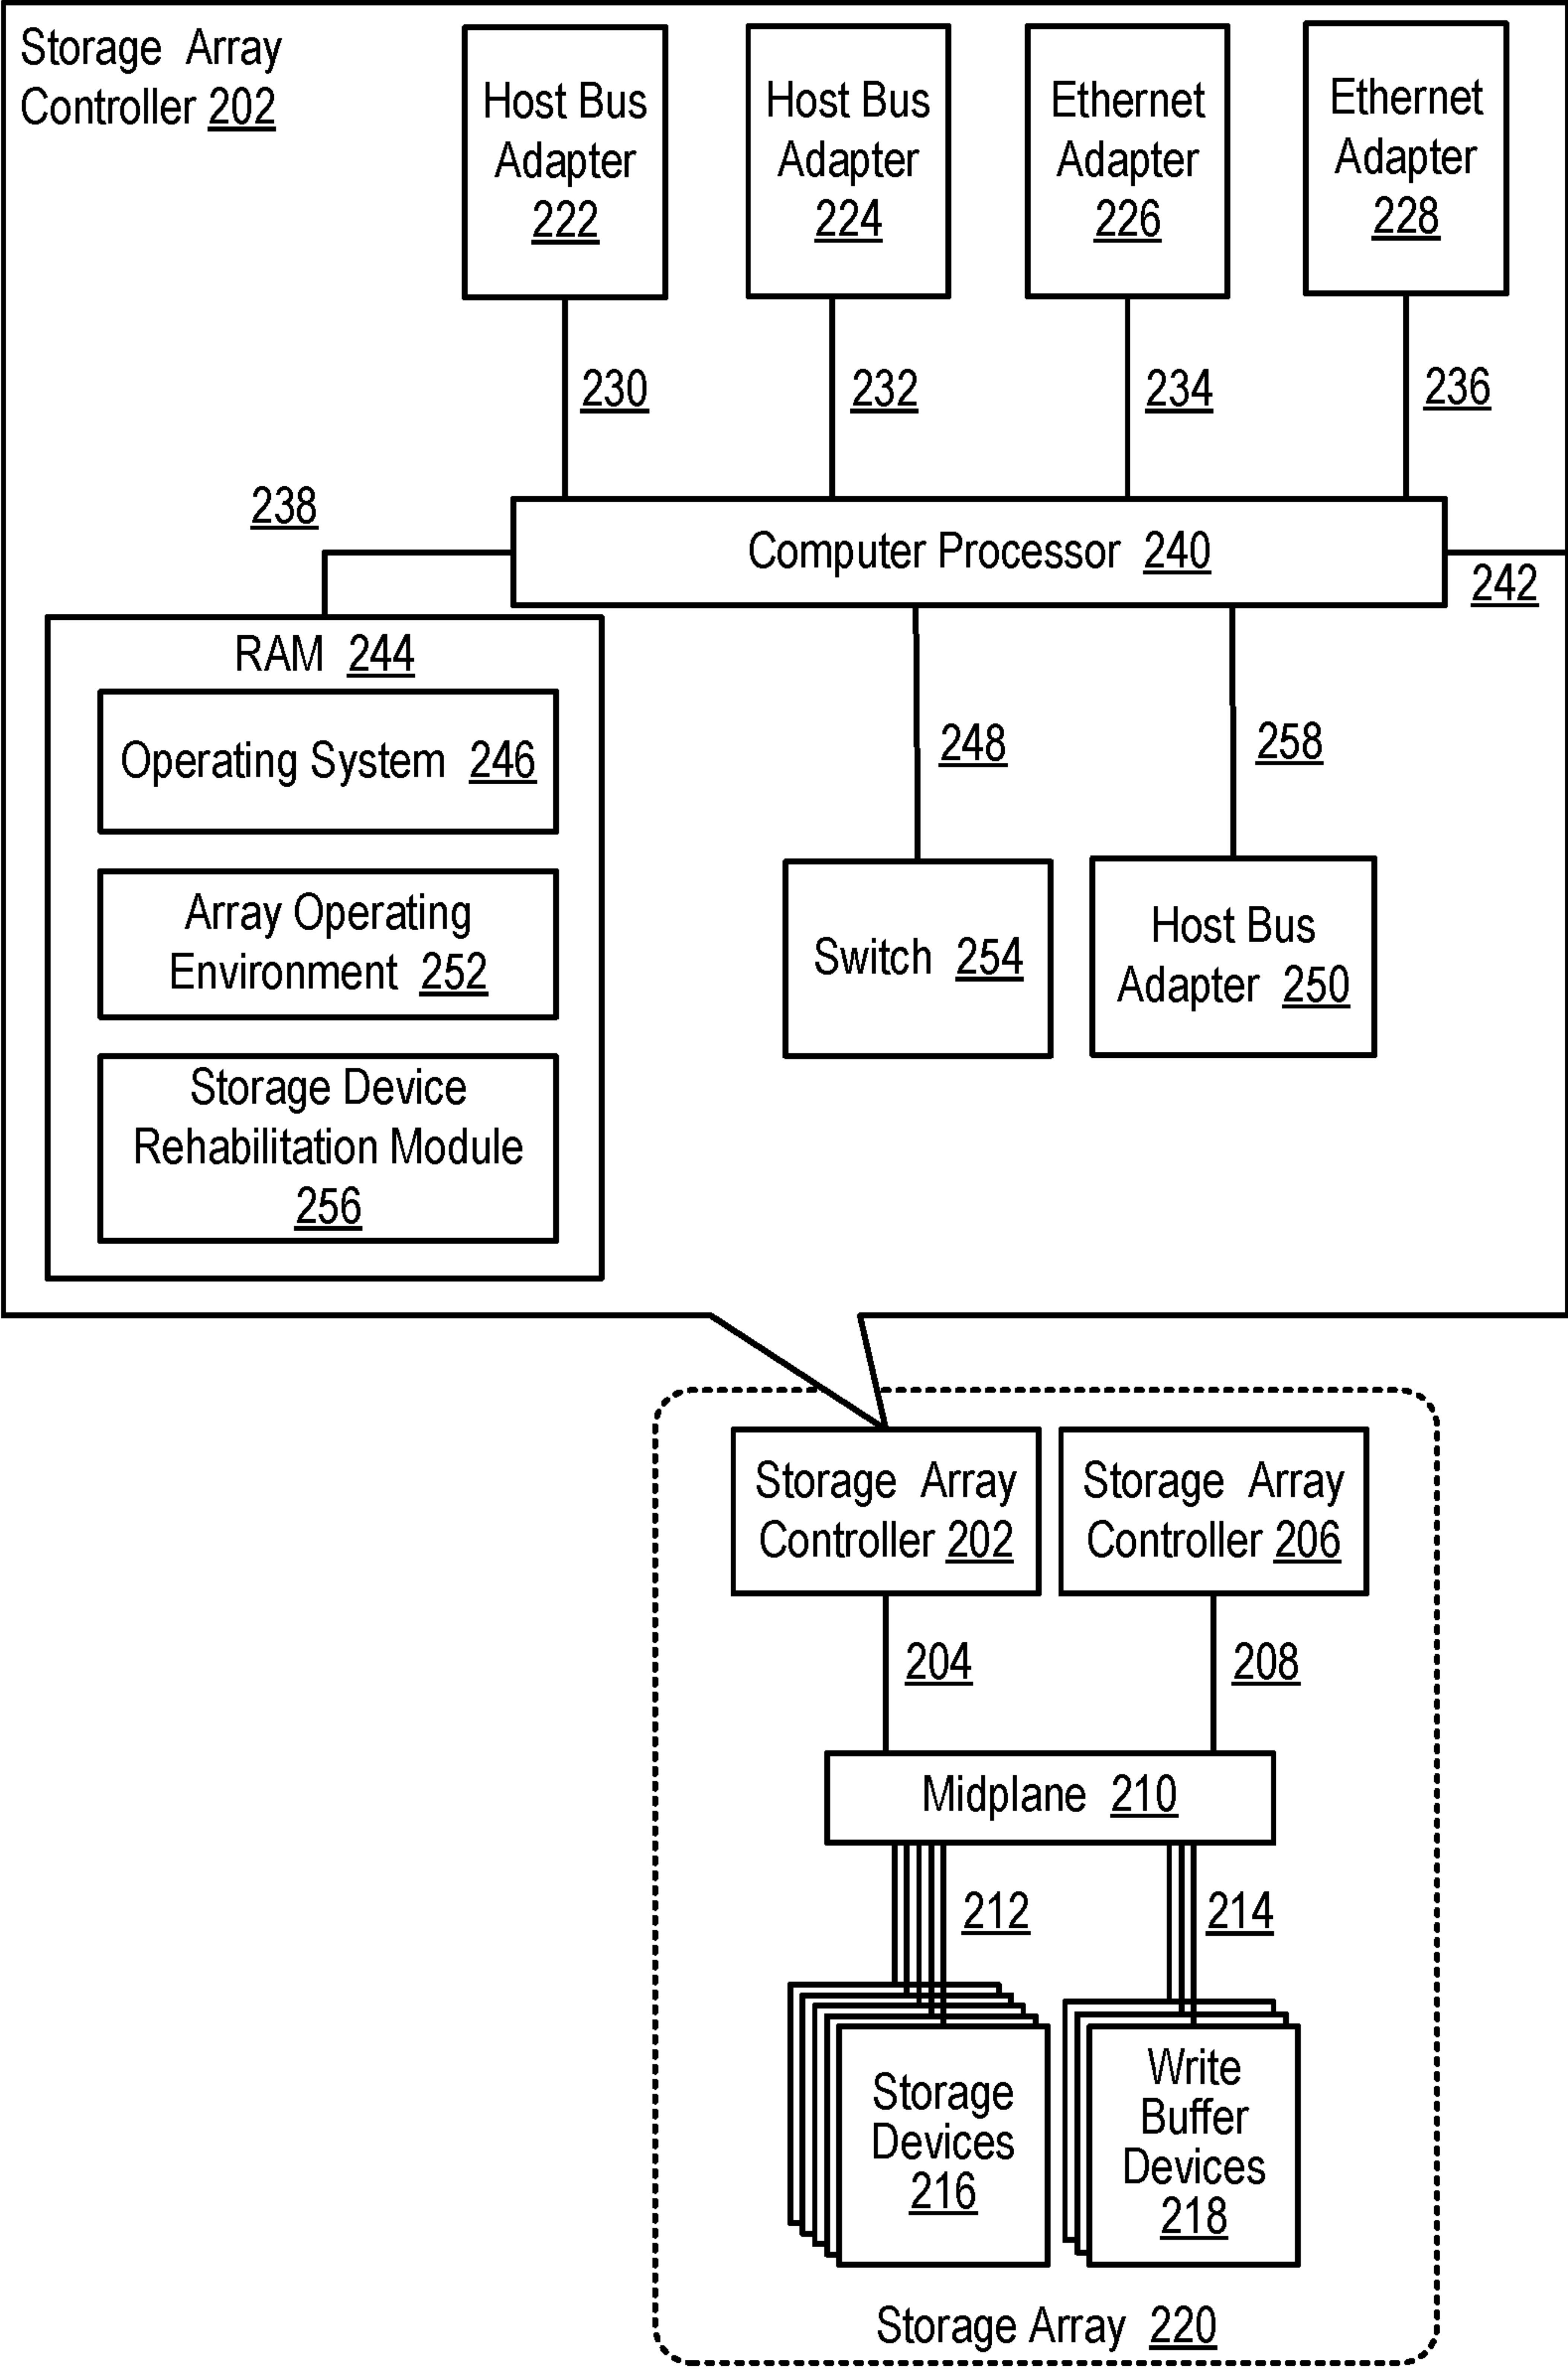 Storage Array
Controller 202
Host Bus
Adapter
222
Host Bus
Adapter
224
Ethernet
Adapter
226
Ethernet
Adapter
228
230
232
234
236
238
Computer Processor 240
242
RAM 244
Operating System 246
Array Operating
Environment 252
Storage Device
Rehabilitation Module
256
248
258
Switch 254
Host Bus
Adapter 250
Storage Array
Controller 202
Storage Array
Controller 206
204
208
Midplane 210
212
214
Storage
Devices
216
Write
Buffer
Devices
218
Storage Array 220